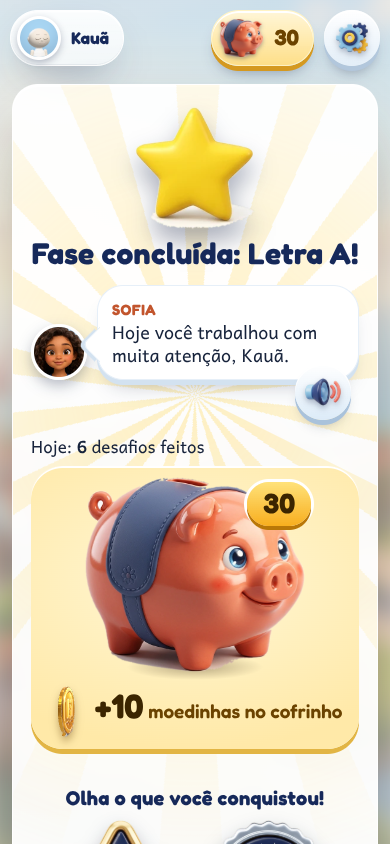 Kauã
30
Fase concluída: Letra A!
SOFIA
Hoje você trabalhou com
muita atenção, Kauã.
Hoje: 6 desafios feitos
30
+10 moedinhas no cofrinho
Olha o que você conquistou!